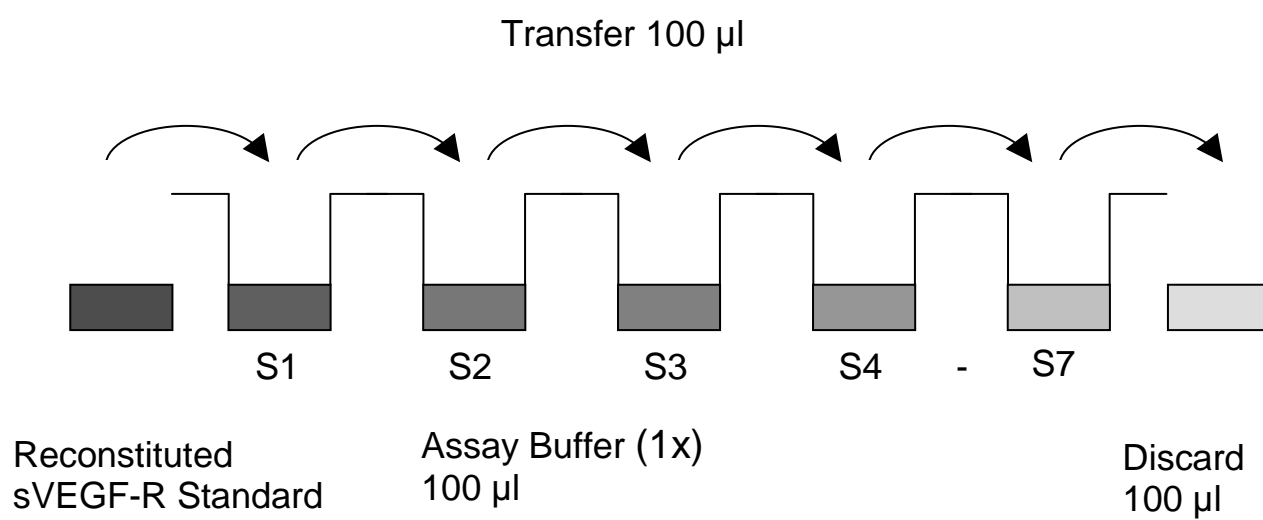 Transfer 100 µl
S1 S2 S3 S4 - S7
Reconstituted
sVEGF-R Standard
Assay Buffer (1x)
100 µl
Discard
100 µl